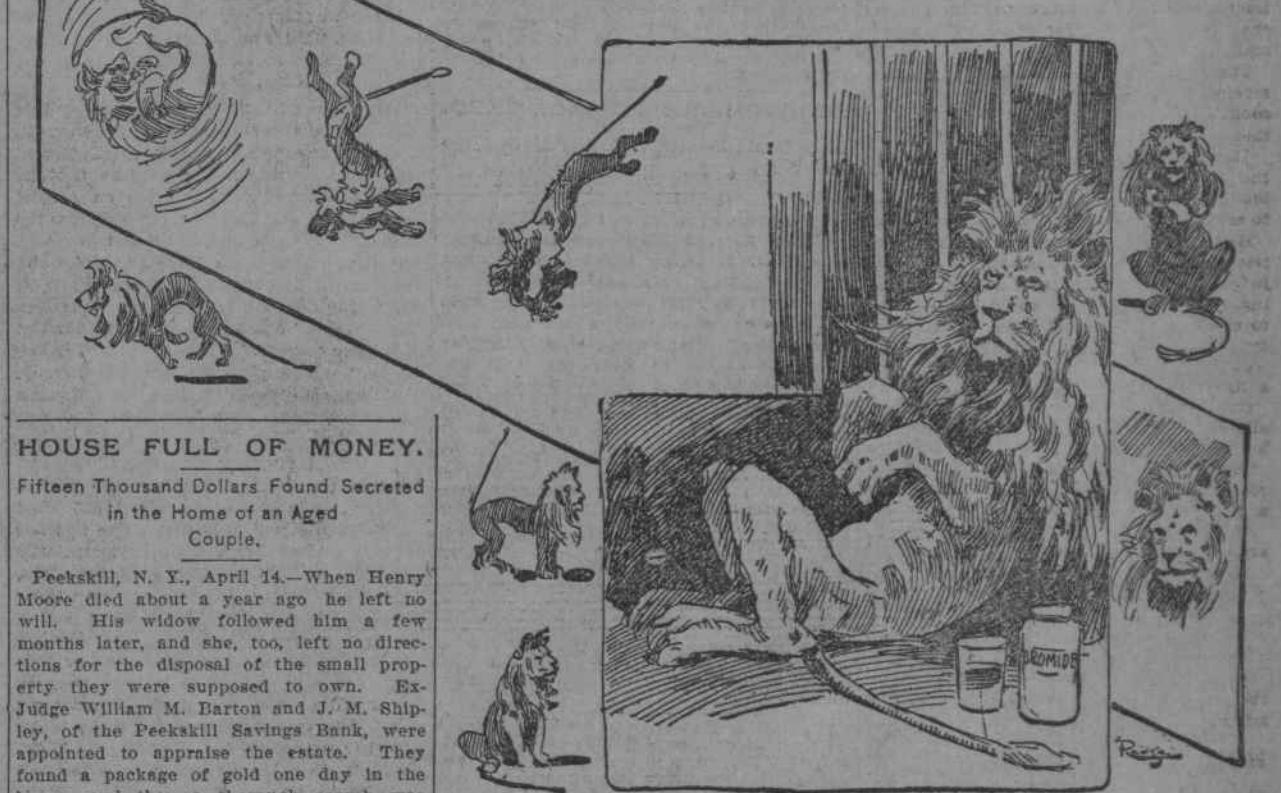 HOUSE FULL OF MONEY.
Fifteen Thousand Dollars Found Secreted
in the Home of an Aged
Couple.
Peekskill, N. Y., April 14.—When Henry
Moore died about a year ago he left no
will. His widow followed him a few
months later, and she, too, left no direc-
tions for the disposal of the small prop-
erty they were supposed to own. Ex-
Judge William M. Barton and J. M. Ship-
ley, of the Peekskill Savings Bank, were
appointed to appraise the estate. They
found a package of gold one day in the
BROMIDE